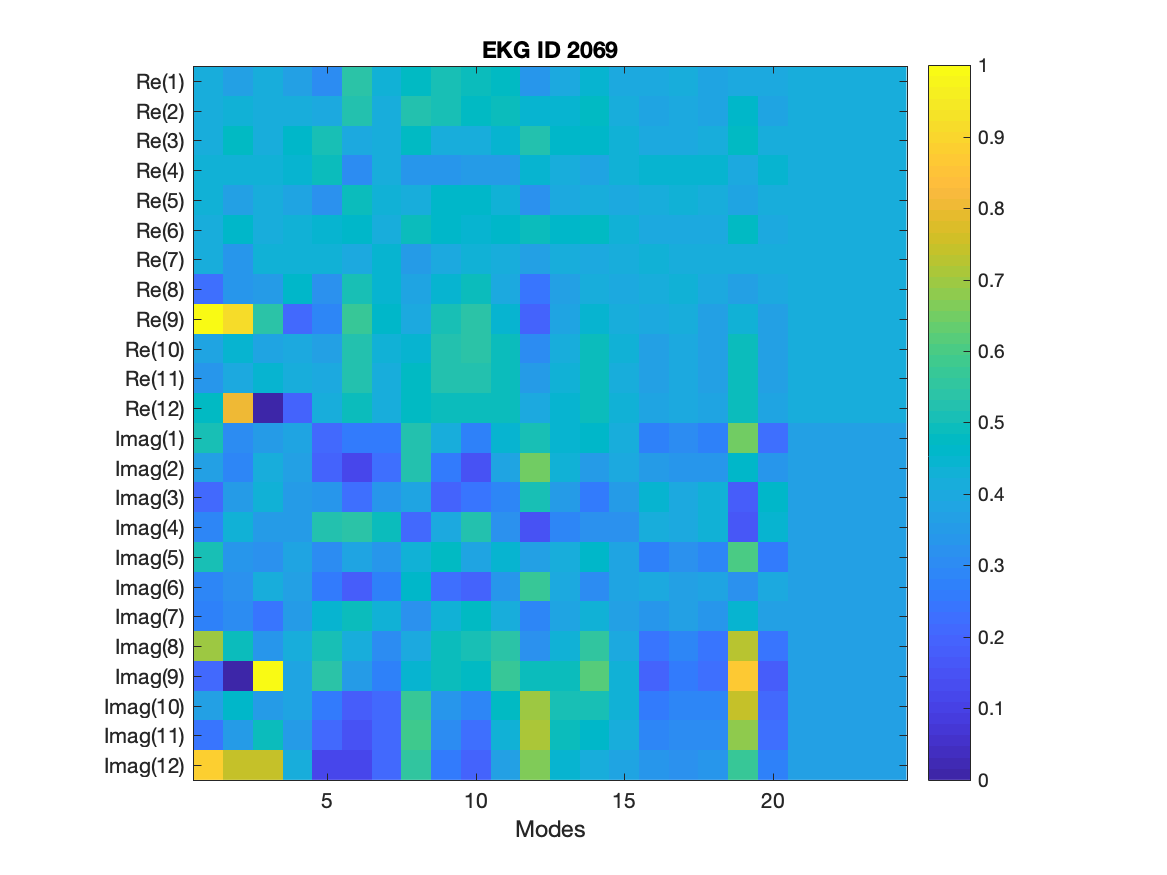 EKG ID 2069
Re(1)
Re(2)
Re(3)
Re(4)
Re(5)
Re(6)
Re(7)
Re(8)
Re(9)
Re(10)
Re(11)
Re(12)
Imag(1)
Imag(2)
Imag(3)
Imag(4)
Imag(5)
Imag(6)
Imag(7)
Imag(8)
Imag(9)
Imag(10)
Imag(11)
Imag(12)
5 10 15 20
Modes
1
0.9
0.8
0.7
0.6
0.5
0.4
0.3
0.2
0.1
0